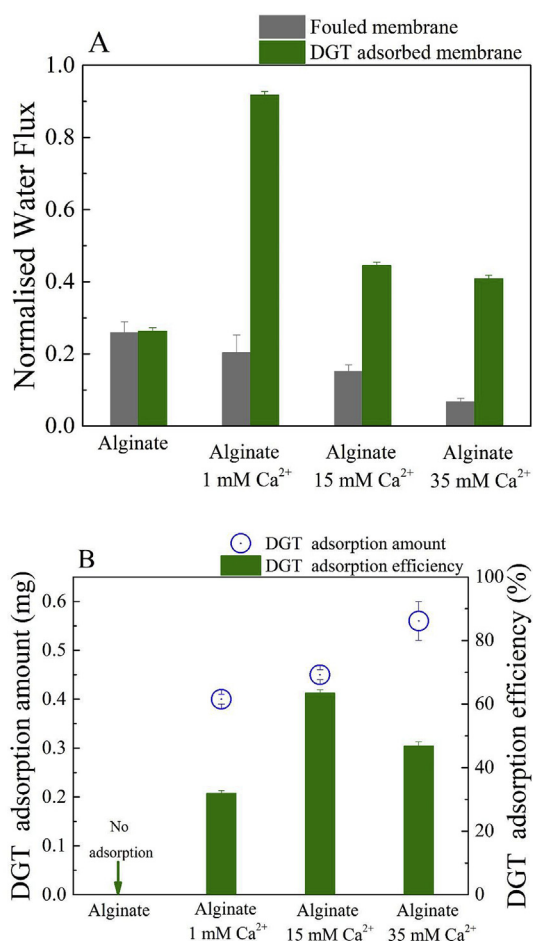 A
Fouled membrane
DGT adsorbed membrane
Normalised Water Flux
1.0
0.8
0.6
0.4
0.2
0.0
Alginate
Alginate
1 mM Ca²⁺
Alginate
15 mM Ca²⁺
Alginate
35 mM Ca²⁺
B
DGT adsorption amount
DGT adsorption efficiency
DGT adsorption amount (mg)
0.6
0.5
0.4
0.3
0.2
0.1
0.0
No
adsorption
100
80
60
40
20
0
DGT adsorption efficiency (%)
Alginate
Alginate
1 mM Ca²⁺
Alginate
15 mM Ca²⁺
Alginate
35 mM Ca²⁺